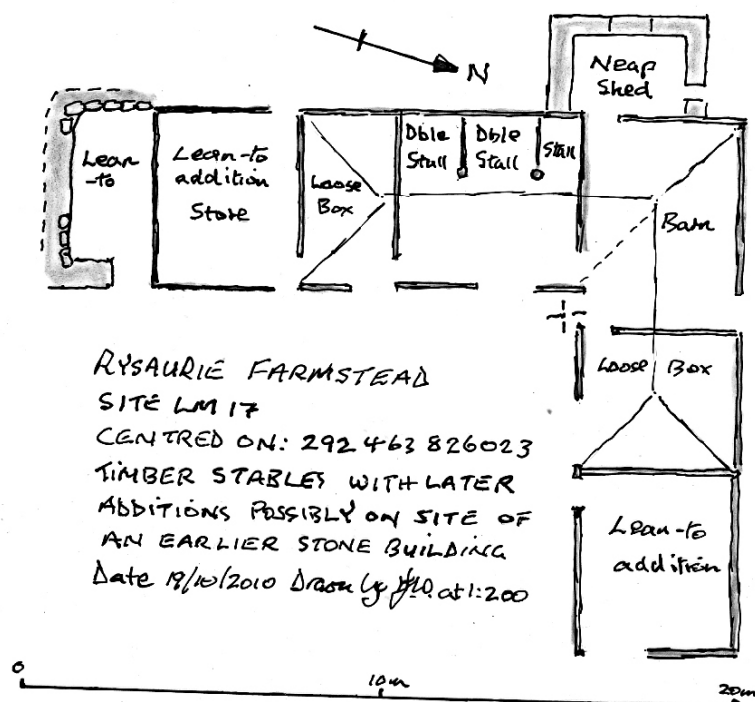 N
Neap
Shed
Lean
-to
Lean-to
addition
Store
Loose
Box
Dble
Stall
Dble
Stall
Stall
Barn
Loose Box
Lean-to
addition
RYSAURIE FARMSTEAD
SITE LM 17
CENTRED ON: 292463 826023
TIMBER STABLES WITH LATER
ADDITIONS POSSIBLY ON SITE OF
AN EARLIER STONE BUILDING
Date 19/10/2010 Drawn by at 1:200
0 10m 20m